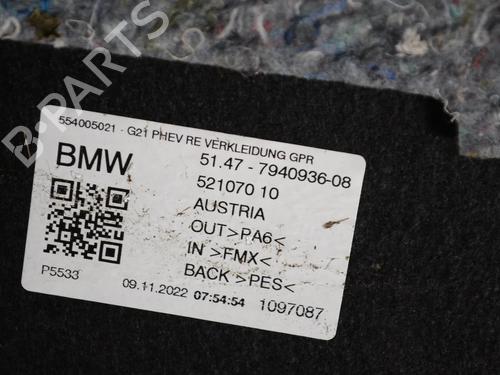 B-PARTS
554005021 - G21 PHEV RE VERKLEIDUNG GPR
BMW
51.47 - 7940936-08
521070 10
AUSTRIA
OUT>PA6<
IN >FMX<
BACK >PES<
P5533
09.11.2022 07:54:54 1097087